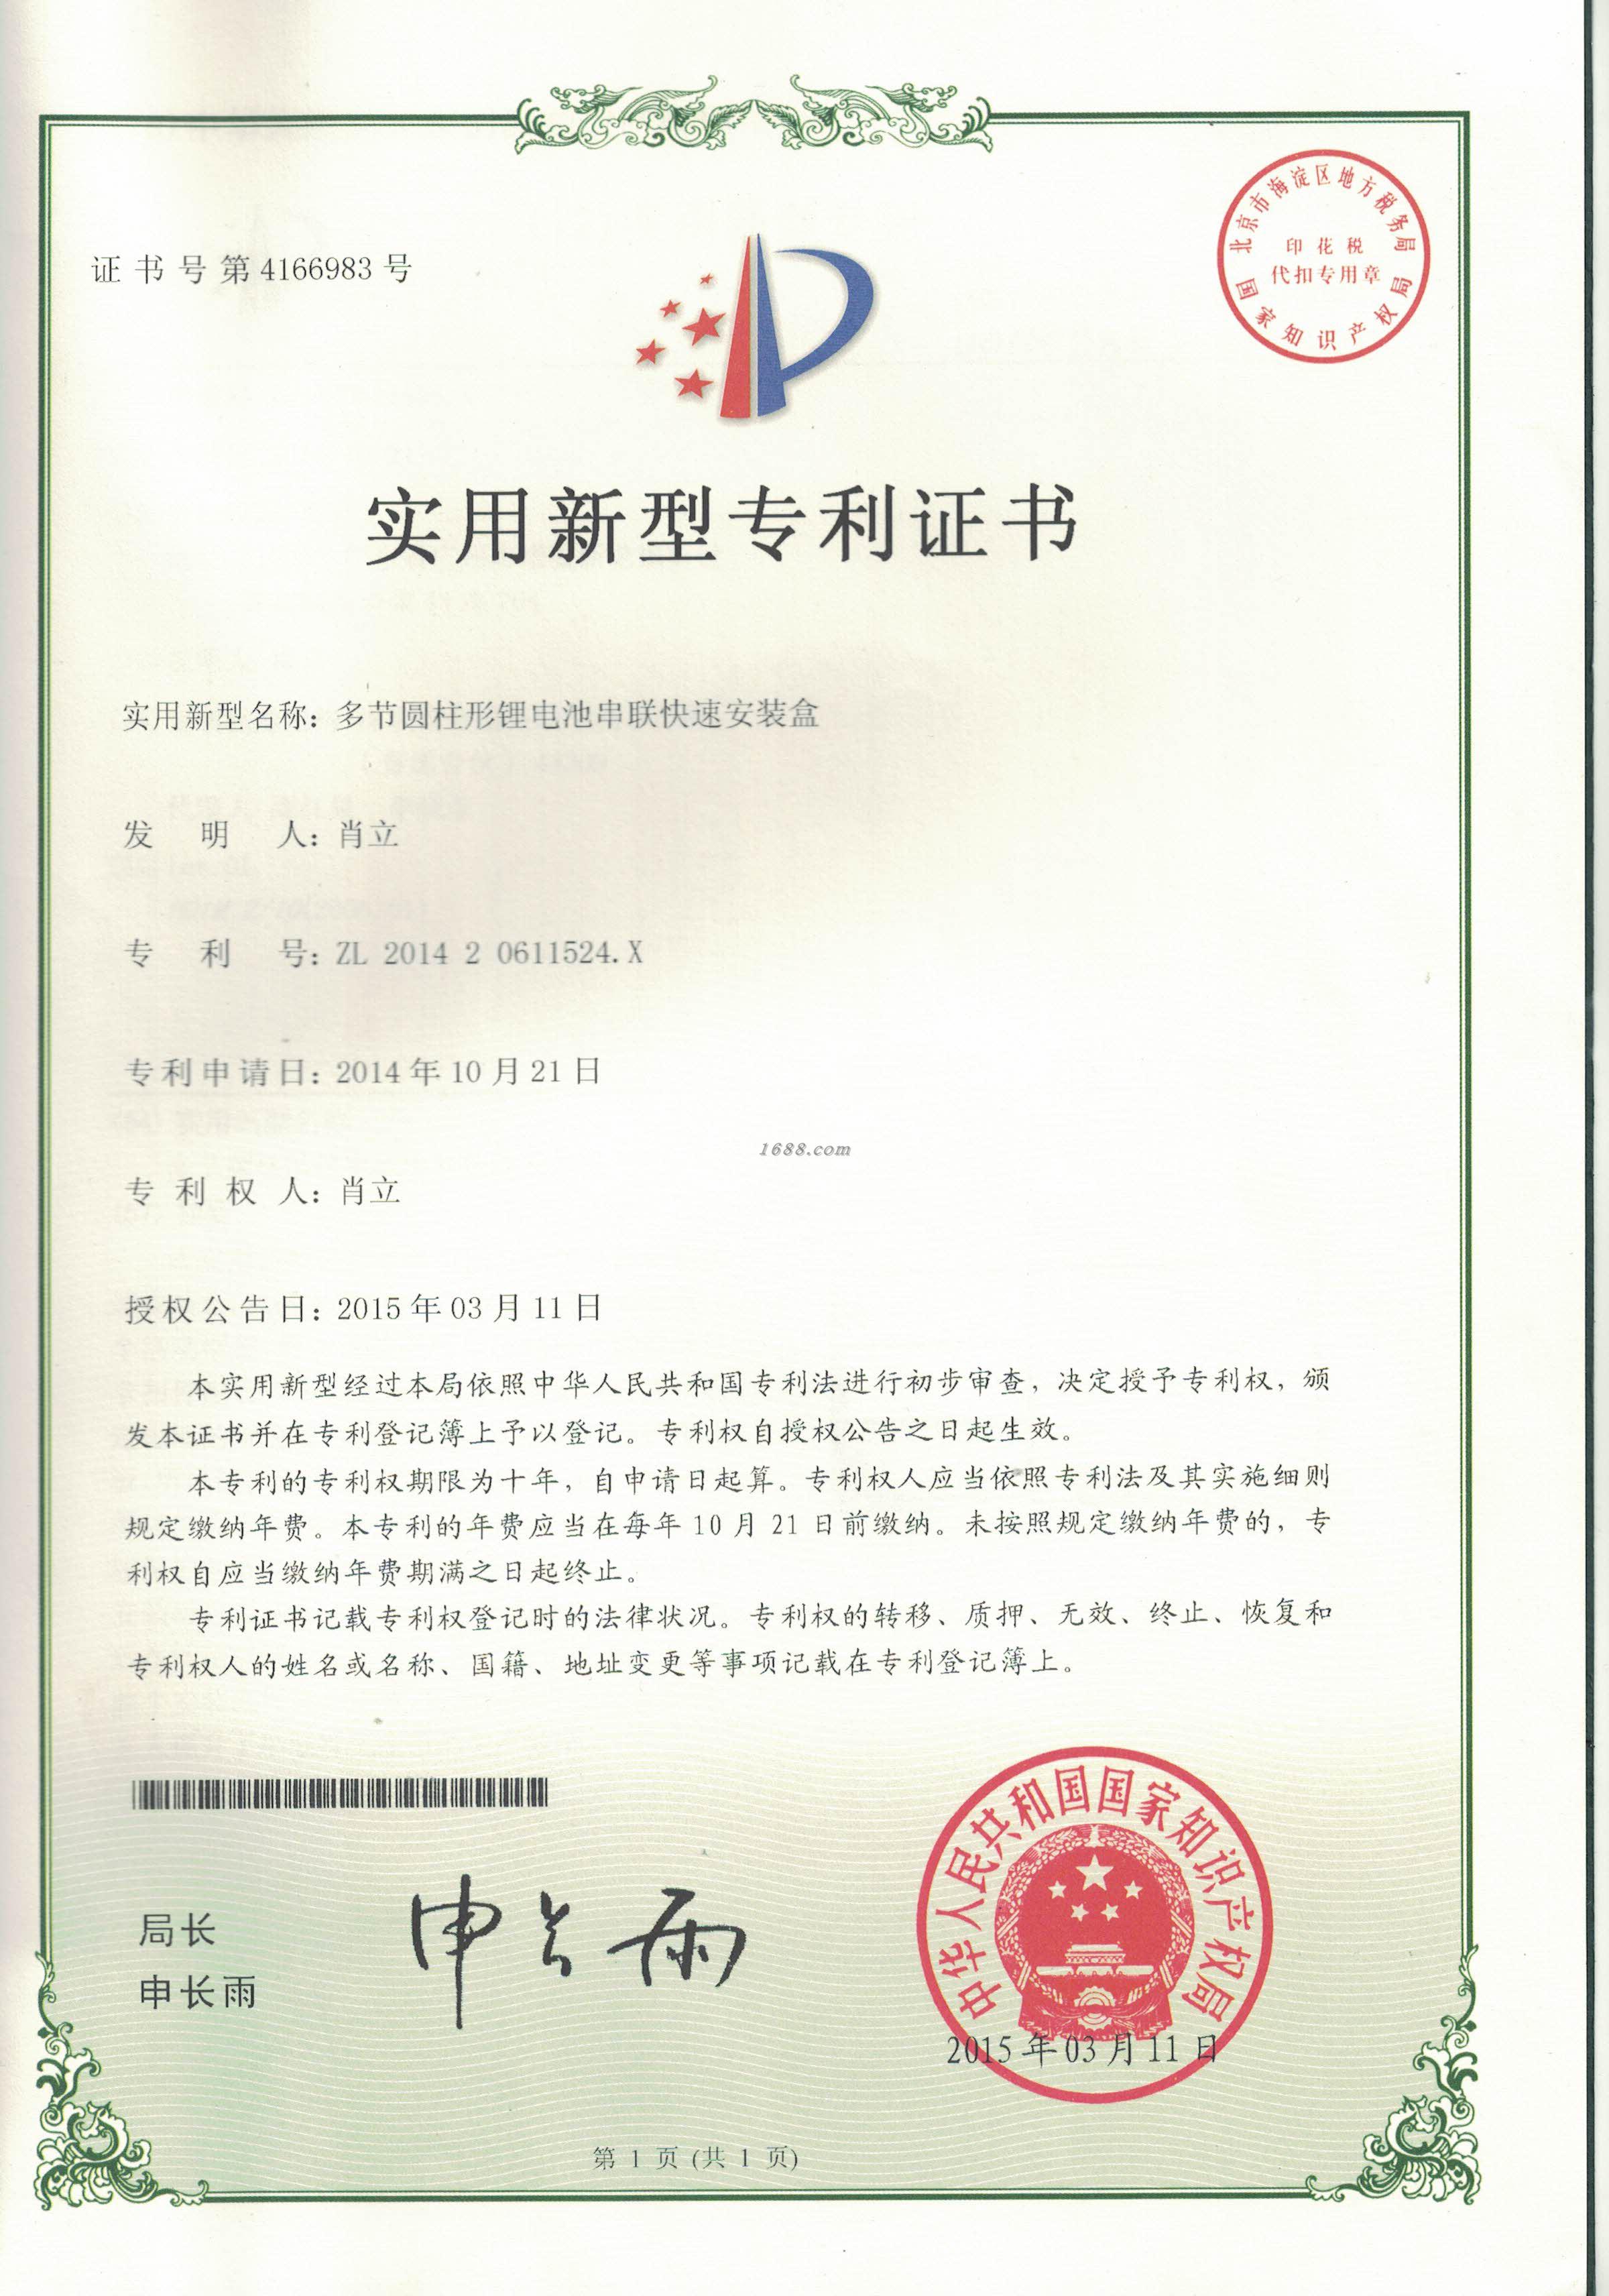 证书号第4166983号
北京市海淀区地方税务局
印花税
代扣专用章
国家知识产权局
实用新型专利证书
实用新型名称：多节圆柱形锂电池串联快速安装盒
发明人：肖立
专利号：ZL 2014 2 0611524.X
专利申请日：2014年10月21日
1688.com
专利权人：肖立
授权公告日：2015年03月11日
本实用新型经过本局依照中华人民共和国专利法进行初步审查，决定授予专利权，颁
发本证书并在专利登记簿上予以登记。专利权自授权公告之日起生效。
本专利的专利权期限为十年，自申请日起算。专利权人应当依照专利法及其实施细则
规定缴纳年费。本专利的年费应当在每年10月21日前缴纳。未按照规定缴纳年费的，专
利权自应当缴纳年费期满之日起终止。
专利证书记载专利权登记时的法律状况。专利权的转移、质押、无效、终止、恢复和
专利权人的姓名或名称、国籍、地址变更等事项记载在专利登记簿上。
局长
申长雨
申长雨
中华人民共和国国家知识产权局
2015年03月11日
第1页(共1页)